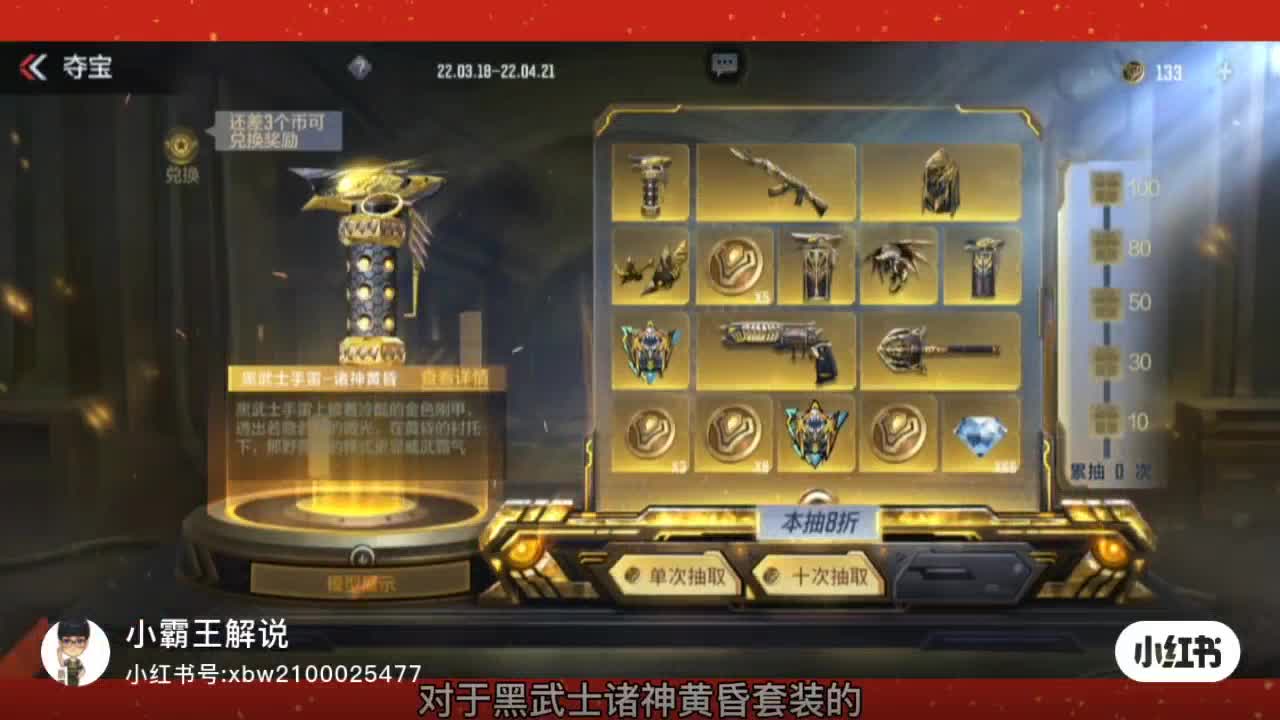 夺宝
?
22.03.18-22.04.21
133
还差3个币可
兑换奖励
兑换
黑武士手雷-诸神黄昏
查看详情
模型展示
X5
100
80
50
30
10
累抽 0 次
本抽8折
单次抽取
十次抽取
小霸王解说
小红书号:xbw2100025477
小红书
对于黑武士诸神黄昏套装的